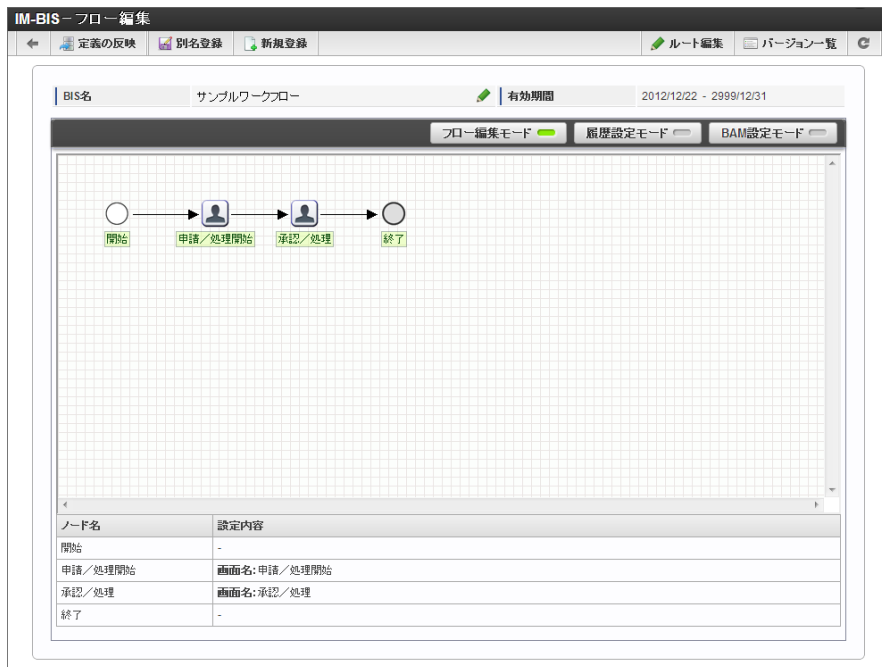 IM-BIS－フロー編集
定義の反映 別名登録 新規登録 ルート編集 バージョン一覧
BIS名 サンプルワークフロー 有効期間 2012/12/22 - 2999/12/31
フロー編集モード 履歴設定モード BAM設定モード
開始 申請／処理開始 承認／処理 終了
ノード名 設定内容
開始 -
申請／処理開始 画面名:申請／処理開始
承認／処理 画面名:承認／処理
終了 -